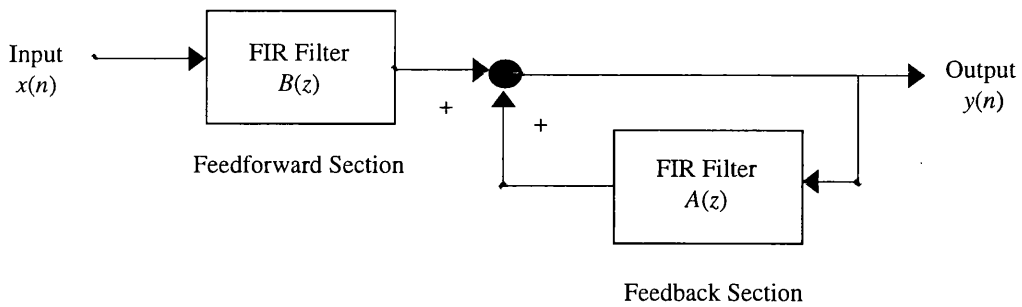 Input
x(n)
FIR Filter
B(z)
Feedforward Section
+
+
Output
y(n)
FIR Filter
A(z)
Feedback Section